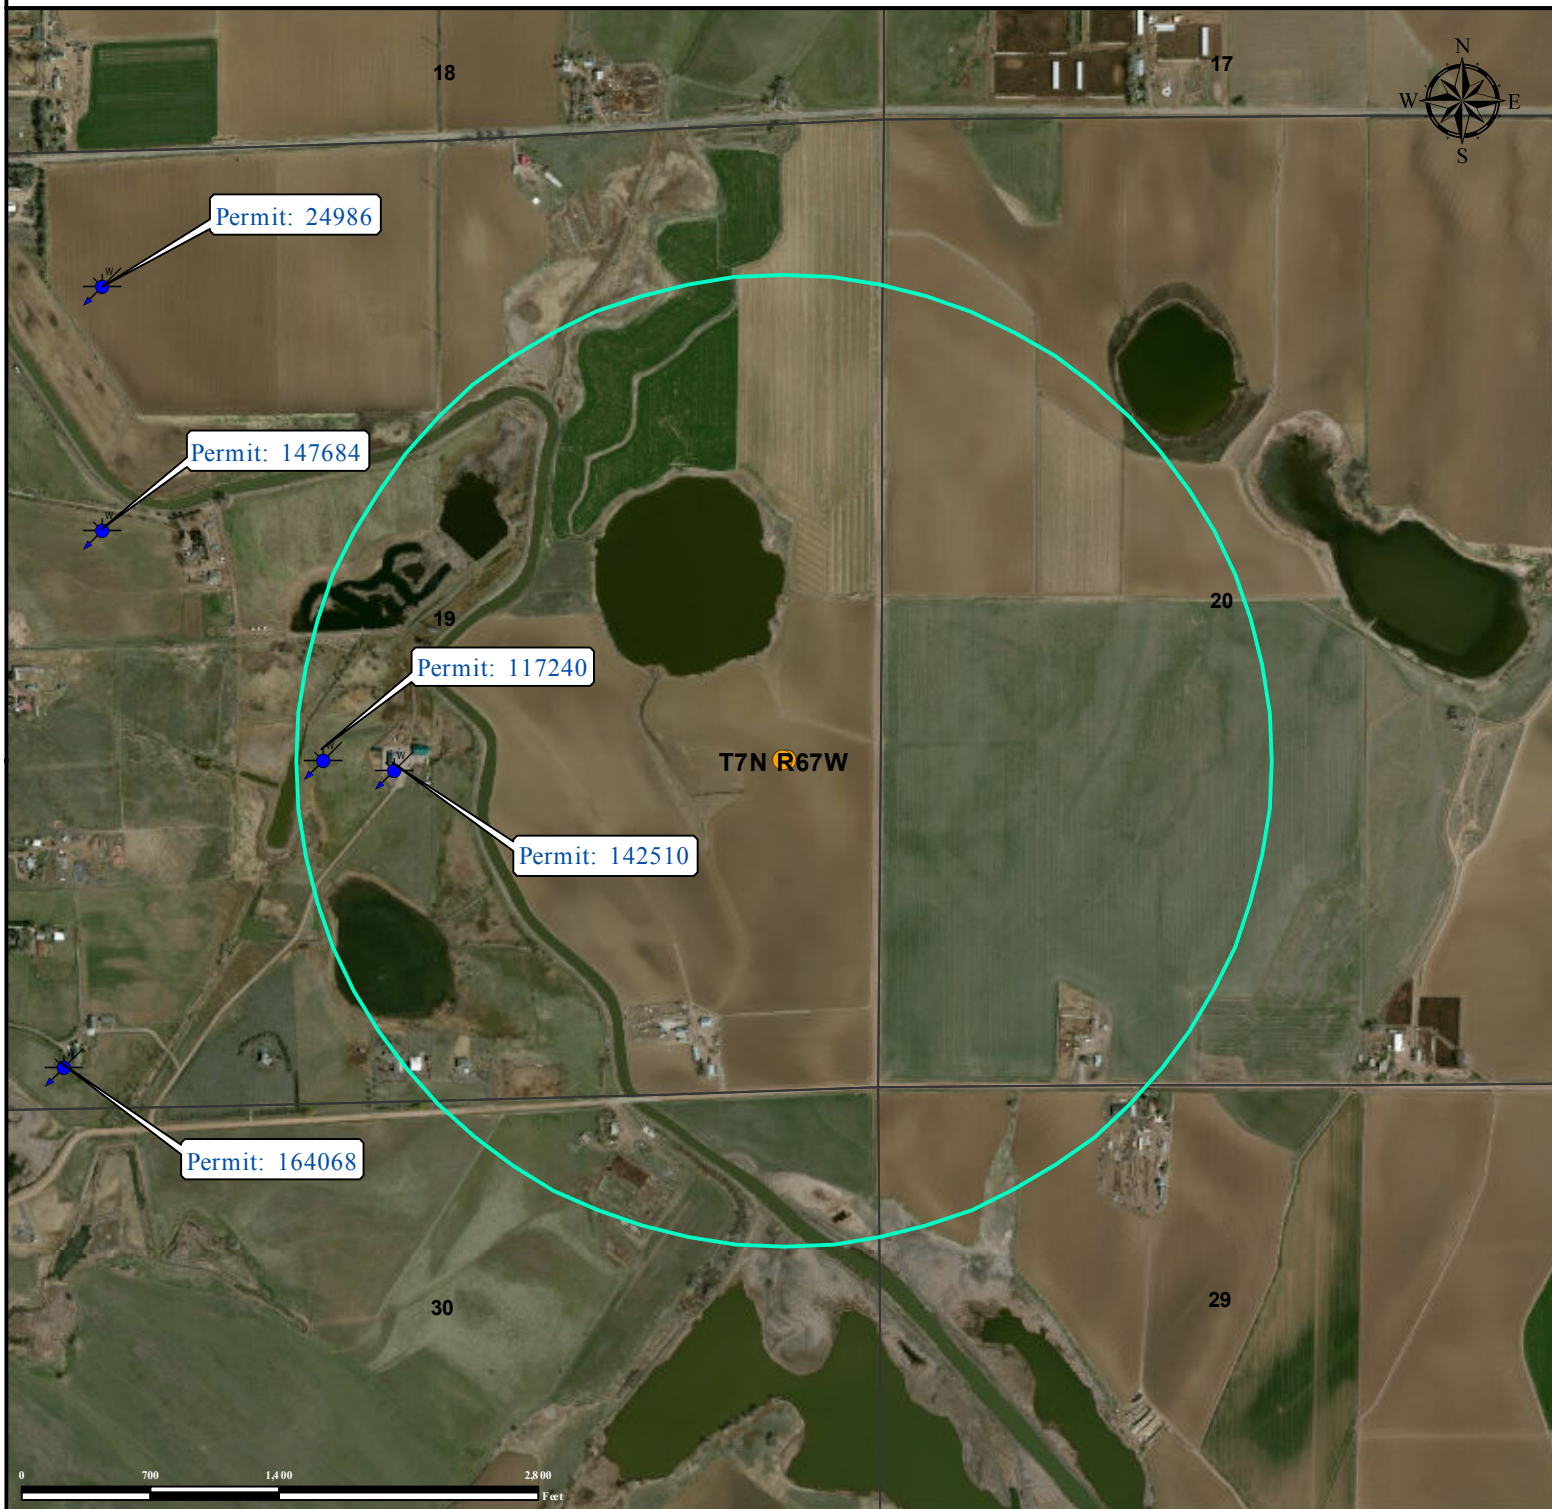 18
17
N
W E
S
Permit: 24986
Permit: 147684
19
20
Permit: 117240
T7N R67W
Permit: 142510
Permit: 164068
30
29
0 700 1,400 2,800
Feet
W
W
W
W